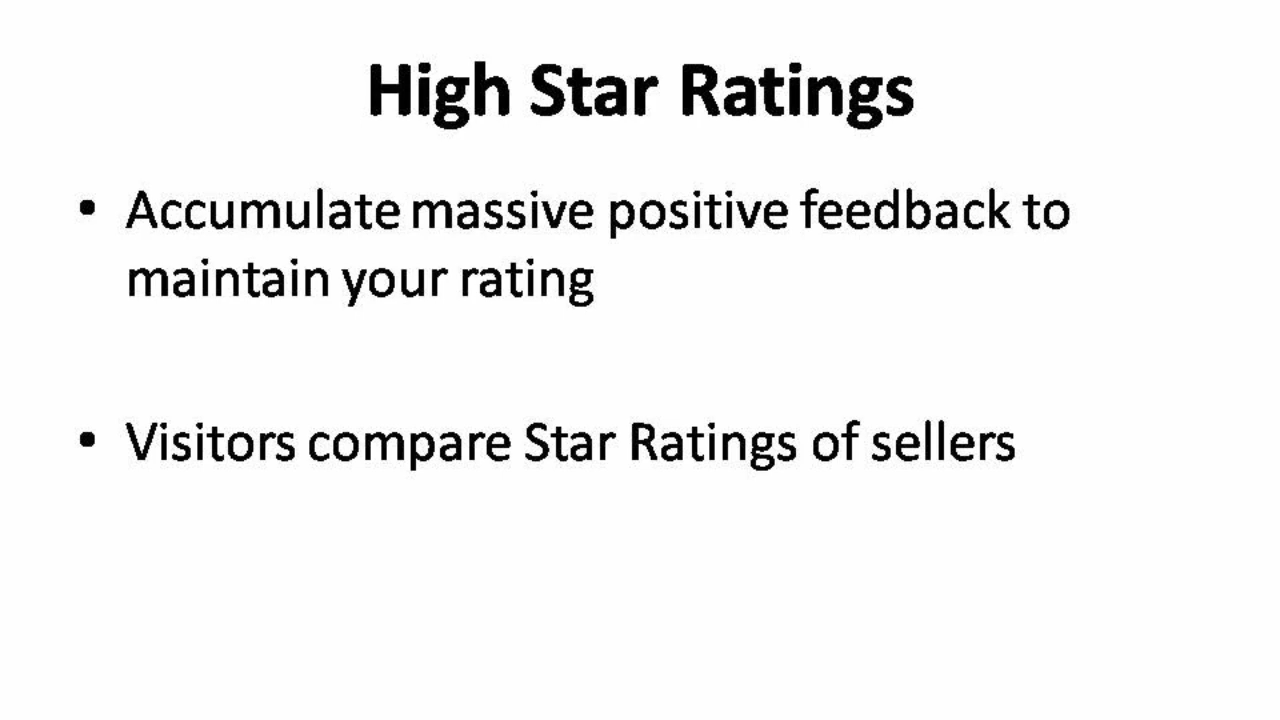 High Star Ratings
• Accumulate massive positive feedback to
maintain your rating
• Visitors compare Star Ratings of sellers